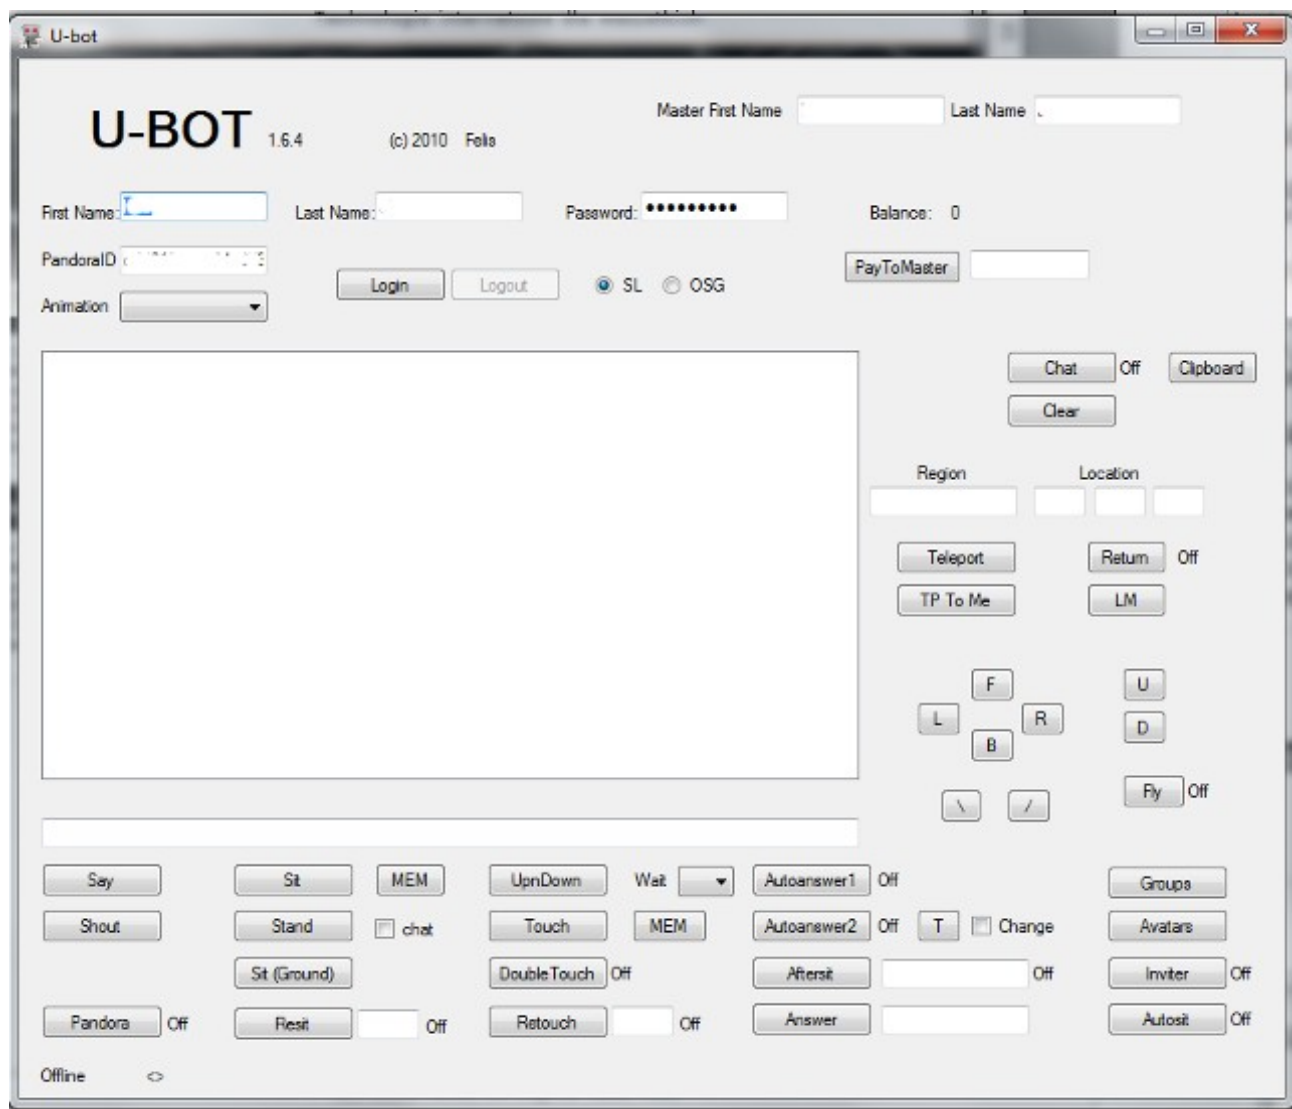 U-bot
Master First Name Last Name
U-BOT 1.6.4 (c) 2010 Felis
First Name: Last Name: Password: ••••••••• Balance: 0
PandoraID
PayToMaster
Login Logout SL OSG
Animation
Chat Off Clipboard
Clear
Region Location
Teleport Return Off
TP To Me LM
F U
L R
D
B
Fly Off
\ /
Say Sit MEM UpnDown Wait Autoanswer1 Off Groups
Shout Stand chat Touch MEM Autoanswer2 Off T Change Avatars
Sit (Ground) DoubleTouch Off Aftersit Off Inviter Off
Pandora Off Resit Off Retouch Off Answer Autosit Off
Offline <>